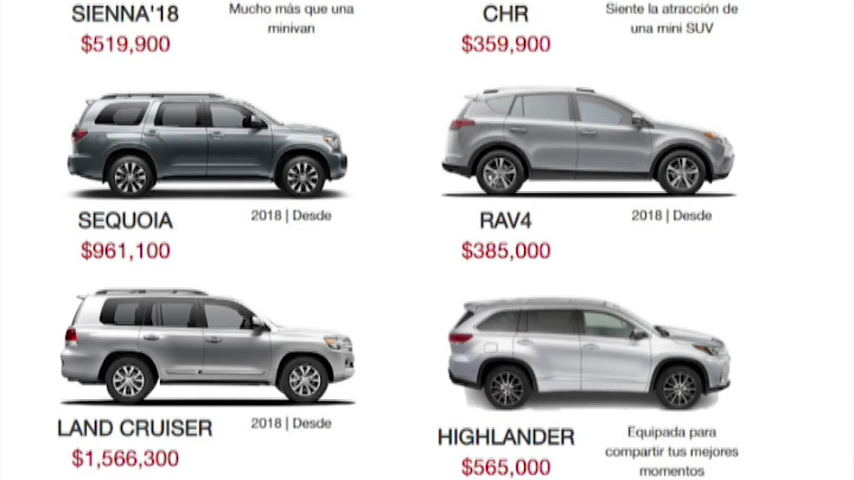 SIENNA'18
$519,900
Mucho más que una
minivan
CHR
$359,900
Siente la atracción de
una mini SUV
SEQUOIA
$961,100
2018 | Desde
RAV4
$385,000
2018 | Desde
LAND CRUISER
$1,566,300
2018 | Desde
HIGHLANDER
$565,000
Equipada para
compartir tus mejores
momentos